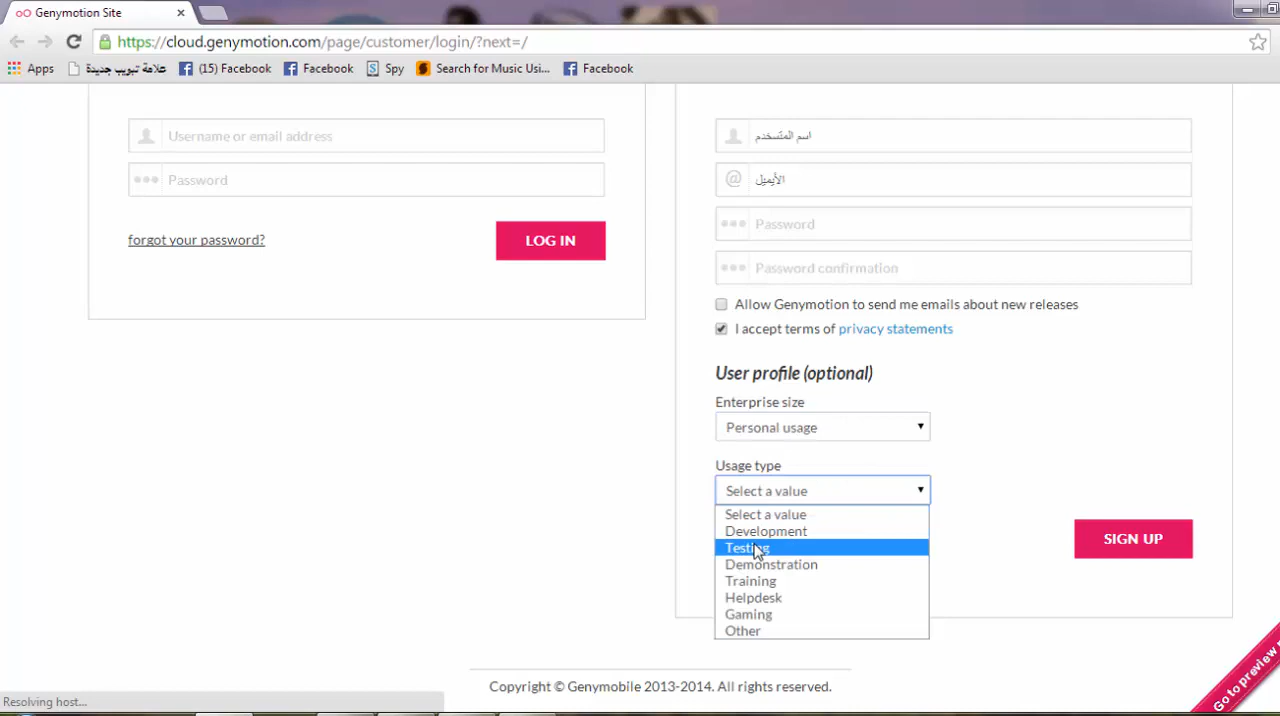 Genymotion Site
https://cloud.genymotion.com/page/customer/login/?next=/
Apps
علامة تبويب جديدة
(15) Facebook
Facebook
Spy
Search for Music Usi...
Facebook
Username or email address
Password
forgot your password?
LOG IN
اسم المتسخدم
@ الأيميل
Password
Password confirmation
Allow Genymotion to send me emails about new releases
I accept terms of privacy statements
User profile (optional)
Enterprise size
Personal usage
Usage type
Select a value
Select a value
Development
Testing
Demonstration
Training
Helpdesk
Gaming
Other
SIGN UP
Go to preview
Copyright © Genymobile 2013-2014. All rights reserved.
Resolving host...